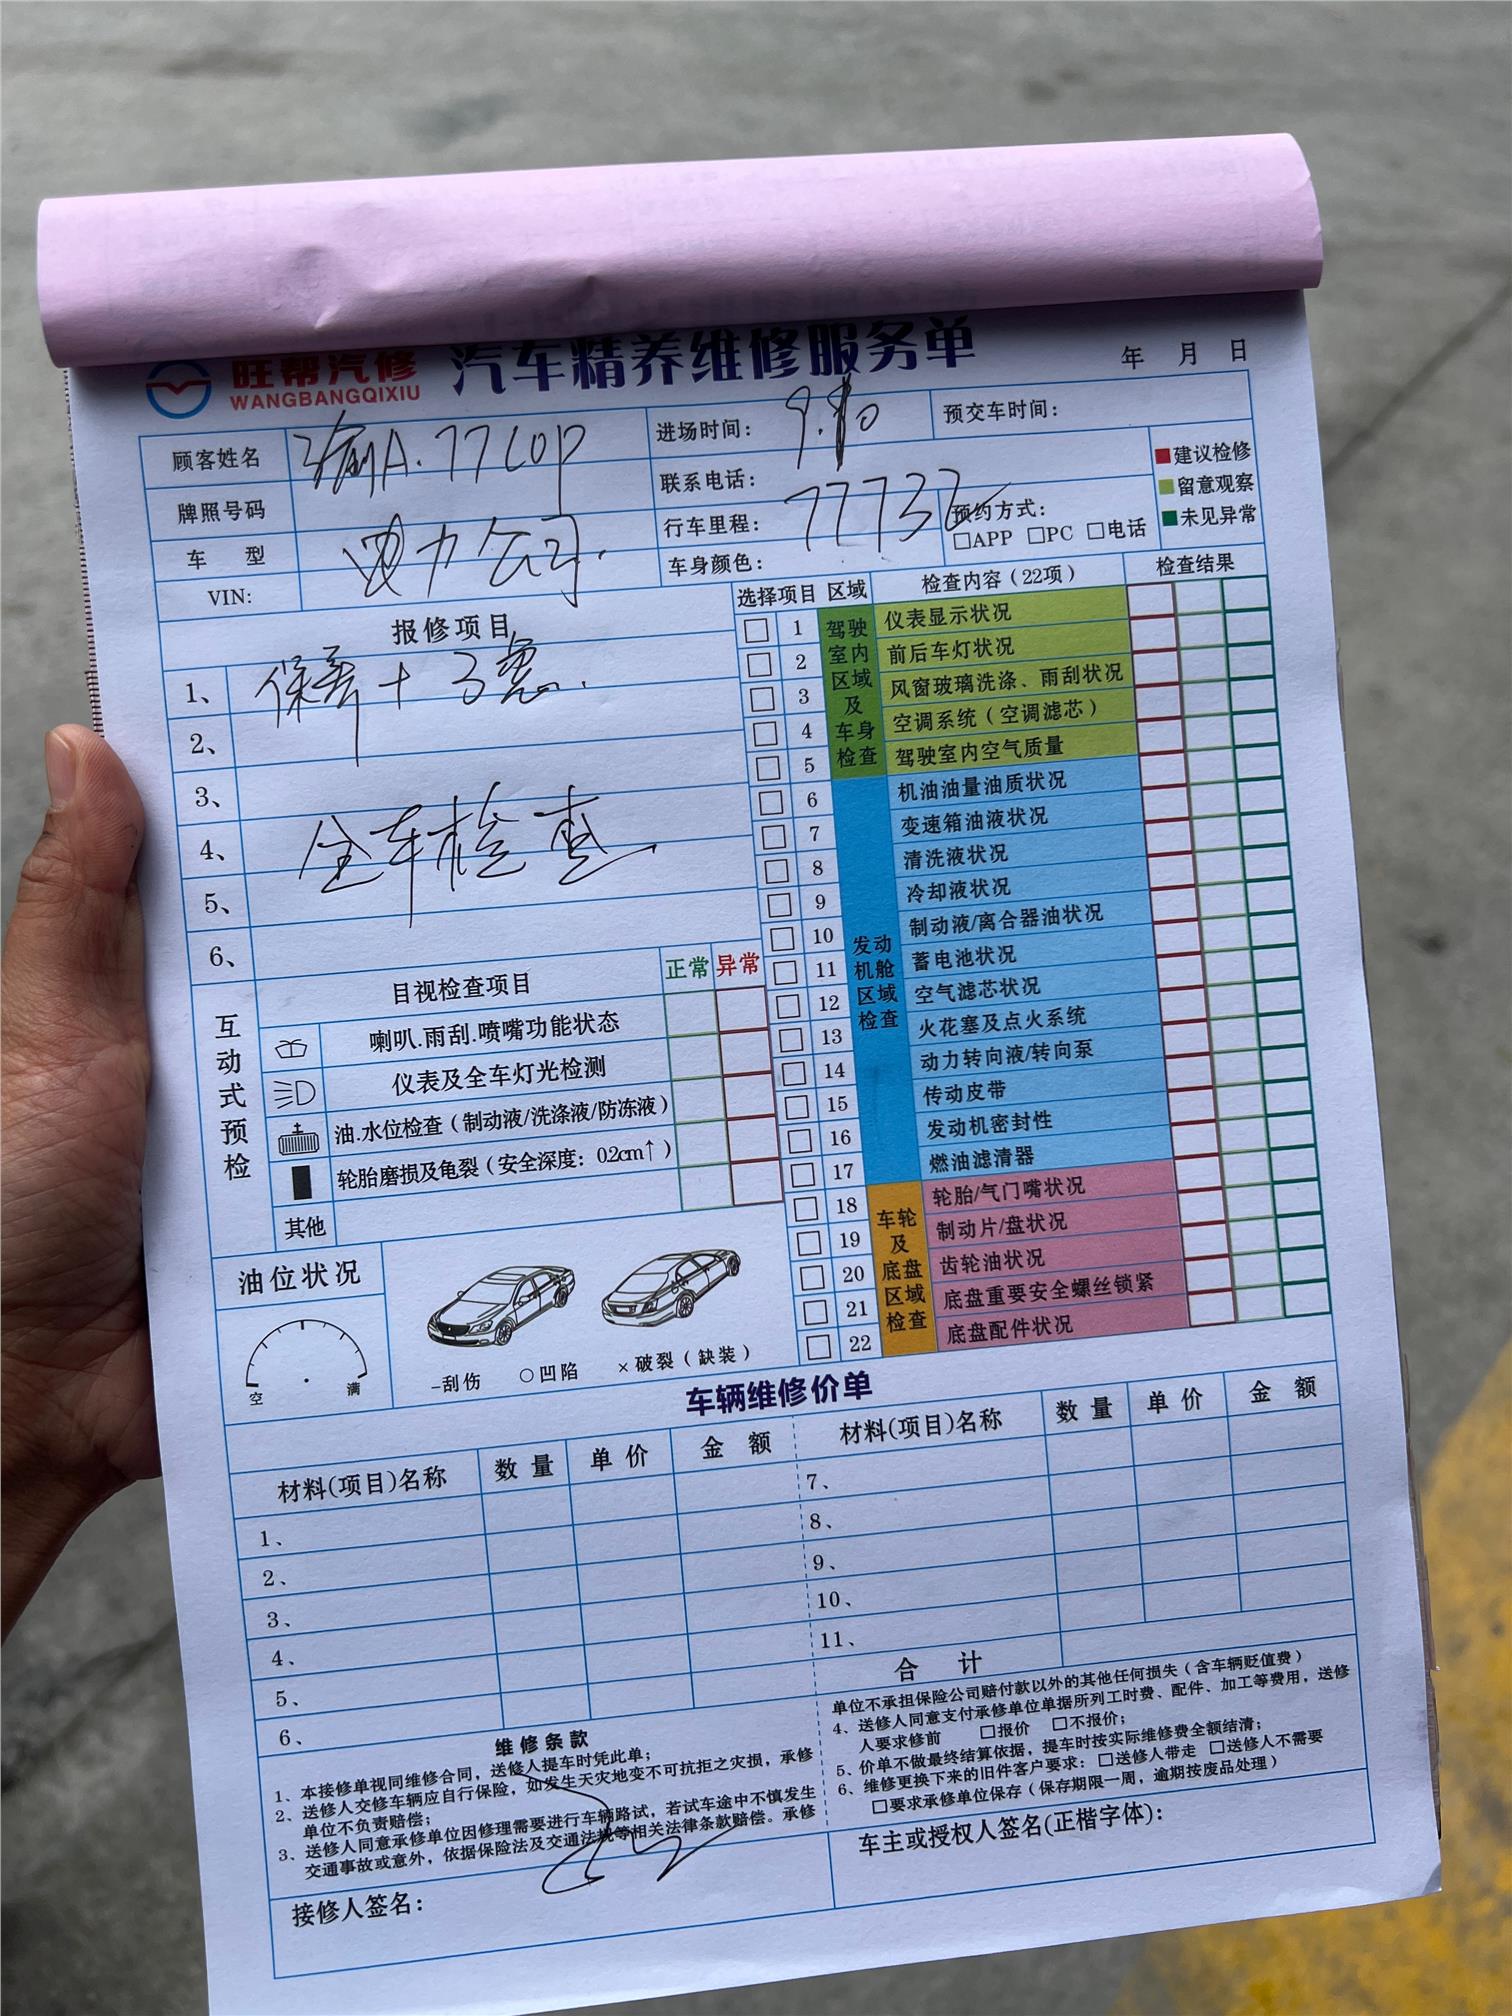 旺帮汽修
WANGBANGQIXIU
汽车精养维修服务单
年 月 日
顾客姓名
渝A.77
进场时间:
预交车时间:
牌照号码
联系电话:
车 型
电力公司.
行车里程:
7773
预约方式:
□APP □PC □电话
VIN:
车身颜色:
■建议检修
■留意观察
■未见异常
报修项目
1、
保养+
2、
3、
4、
全车检查
5、
6、
选择项目 区域 检查内容(22项) 检查结果
驾驶室内区域及车身检查
□ 1 仪表显示状况
□ 2 前后车灯状况
□ 3 风窗玻璃洗涤、雨刮状况
□ 4 空调系统(空调滤芯)
□ 5 驾驶室内空气质量
发动机舱区域检查
□ 6 机油油量油质状况
□ 7 变速箱油液状况
□ 8 清洗液状况
□ 9 冷却液状况
□ 10 制动液/离合器油状况
□ 11 蓄电池状况
□ 12 空气滤芯状况
□ 13 火花塞及点火系统
□ 14 动力转向液/转向泵
□ 15 传动皮带
□ 16 发动机密封性
□ 17 燃油滤清器
车轮及底盘区域检查
□ 18 轮胎/气门嘴状况
□ 19 制动片/盘状况
□ 20 齿轮油状况
□ 21 底盘重要安全螺丝锁紧
□ 22 底盘配件状况
互动式预检
目视检查项目 正常 异常
喇叭.雨刮.喷嘴功能状态
仪表及全车灯光检测
油.水位检查(制动液/洗涤液/防冻液)
轮胎磨损及龟裂(安全深度: 0.2cm↑)
其他
油位状况
空 满
-刮伤 ○凹陷 ×破裂(缺装)
车辆维修价单
材料(项目)名称 数量 单价 金 额
1、
2、
3、
4、
5、
6、
材料(项目)名称 数量 单价 金 额
7、
8、
9、
10、
11、
合 计
维修条款
1、本接修单视同维修合同,送修人提车时凭此单;
2、送修人交修车辆应自行保险,如发生天灾地变不可抗拒之灾损,承修
单位不负责赔偿;
3、送修人同意承修单位因修理需要进行车辆路试,若试车途中不慎发生
交通事故或意外,依据保险法及交通法规等相关法律条款赔偿。承修
单位不承担保险公司赔付款以外的其他任何损失(含车辆贬值费)
4、送修人同意支付承修单位单据所列工时费、配件、加工等费用,送修
人要求修前 □报价 □不报价;
5、价单不做最终结算依据,提车时按实际维修费全额结清;
6、维修更换下来的旧件客户要求: □送修人带走 □送修人不需要
□要求承修单位保存(保存期限一周,逾期按废品处理)
接修人签名:
车主或授权人签名(正楷字体):